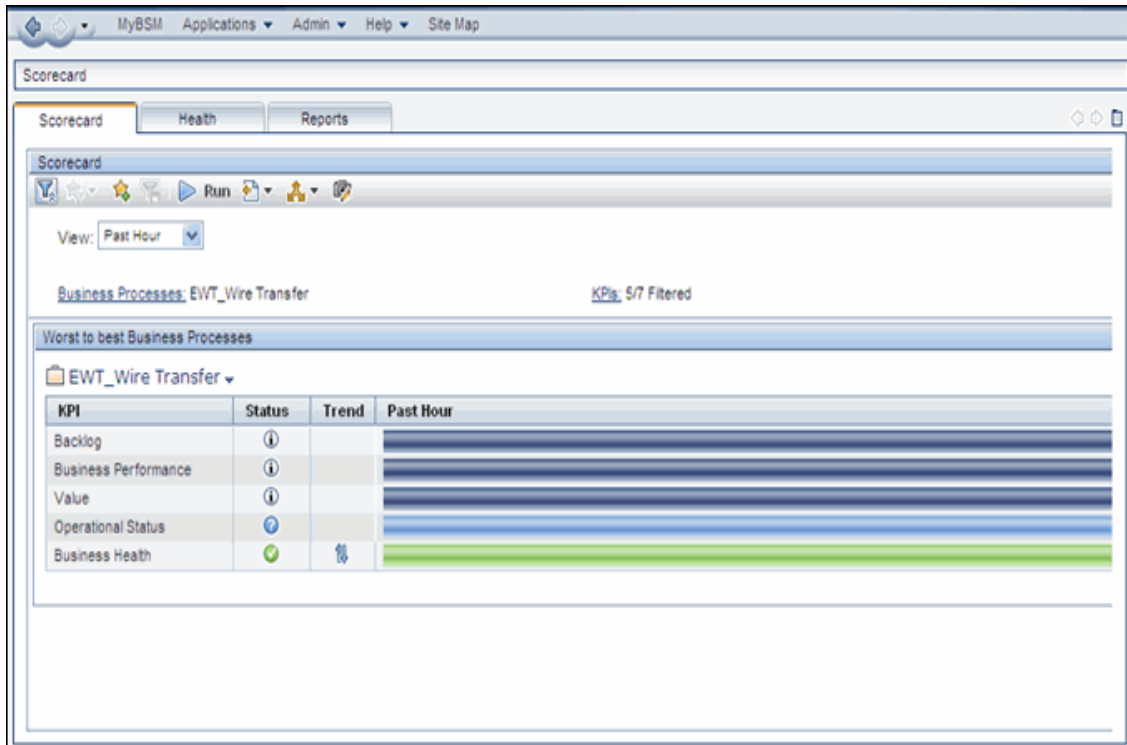 MyBSM Applications Admin Help Site Map
Scorecard
Scorecard Health Reports
Scorecard
Run
View: Past Hour
Business Processes: EWT_Wire Transfer KPIs: 5/7 Filtered
Worst to best Business Processes
EWT_Wire Transfer
KPI Status Trend Past Hour
Backlog
Business Performance
Value
Operational Status
Business Health